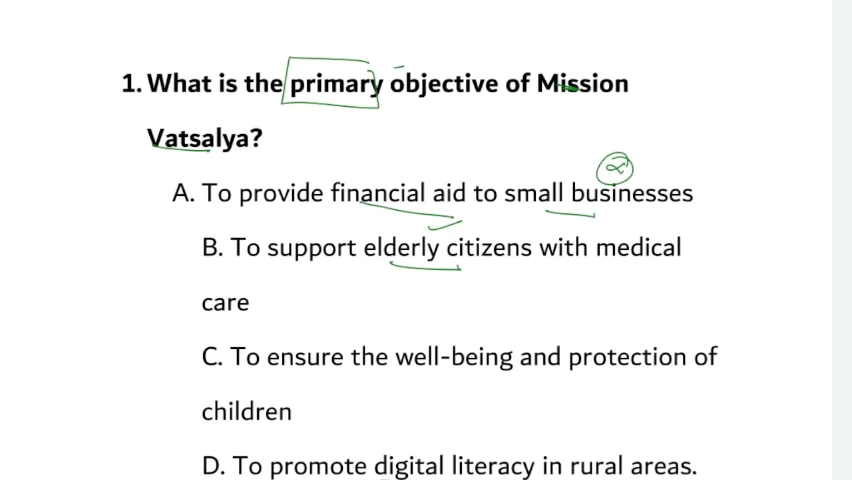 1. What is the primary objective of Mission
Vatsalya?
A. To provide financial aid to small businesses
B. To support elderly citizens with medical
care
C. To ensure the well-being and protection of
children
D. To promote digital literacy in rural areas.